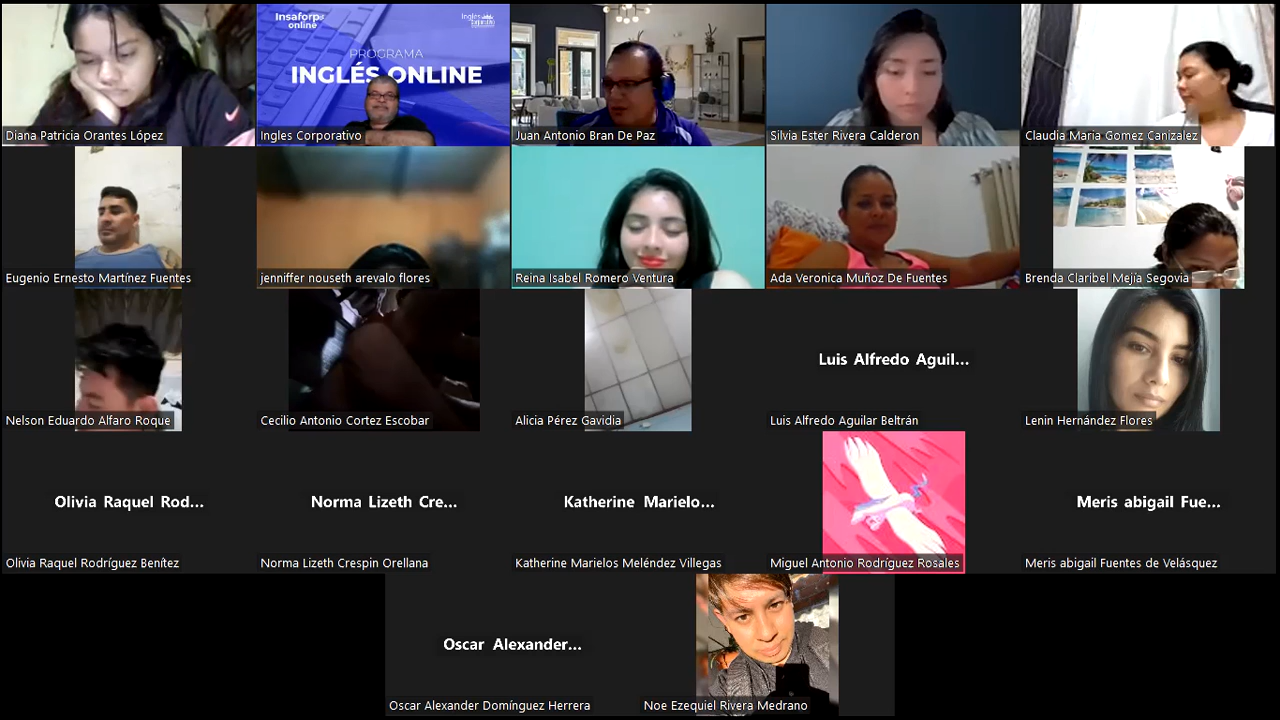 Diana Patricia Orantes López
Insaforp
online
Ingles
corporativo
PROGRAMA
INGLÉS ONLINE
Ingles Corporativo
Juan Antonio Bran De Paz
Silvia Ester Rivera Calderon
Claudia Maria Gomez Canizalez
Eugenio Ernesto Martínez Fuentes
jenniffer nouseth arevalo flores
Reina Isabel Romero Ventura
Ada Veronica Muñoz De Fuentes
Brenda Claribel Mejía Segovia
Nelson Eduardo Alfaro Roque
Cecilio Antonio Cortez Escobar
Alicia Pérez Gavidia
Luis Alfredo Aguil...
Luis Alfredo Aguilar Beltrán
Lenin Hernández Flores
Olivia Raquel Rod...
Olivia Raquel Rodríguez Benítez
Norma Lizeth Cre...
Norma Lizeth Crespin Orellana
Katherine Marielo...
Katherine Marielos Meléndez Villegas
Miguel Antonio Rodríguez Rosales
Meris abigail Fue...
Meris abigail Fuentes de Velásquez
Oscar Alexander...
Oscar Alexander Domínguez Herrera
Noe Ezequiel Rivera Medrano